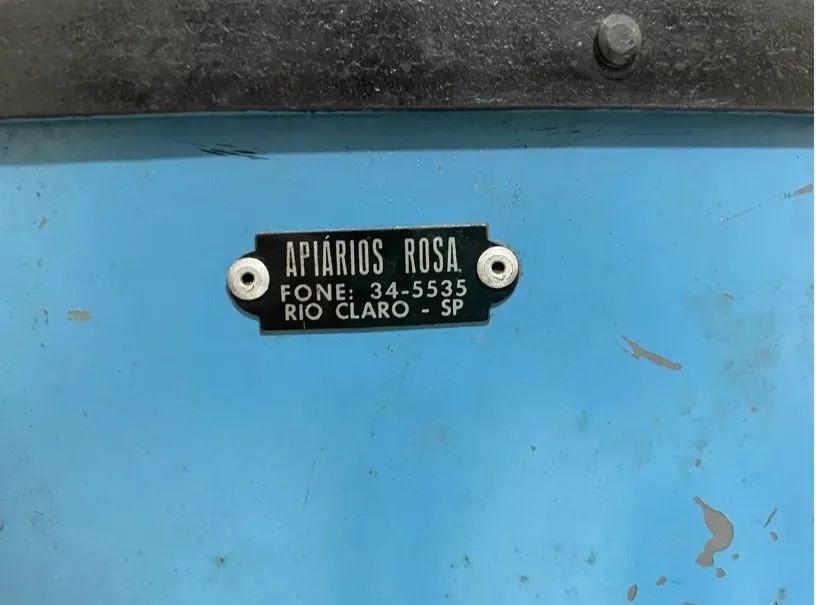 APIÁRIOS ROSA
FONE: 34-5535
RIO CLARO - SP